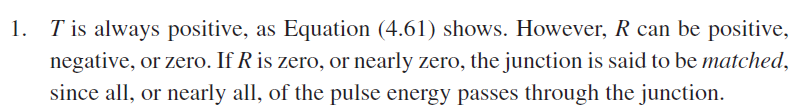 1. T is always positive, as Equation (4.61) shows. However, R can be positive,
negative, or zero. If R is zero, or nearly zero, the junction is said to be matched,
since all, or nearly all, of the pulse energy passes through the junction.